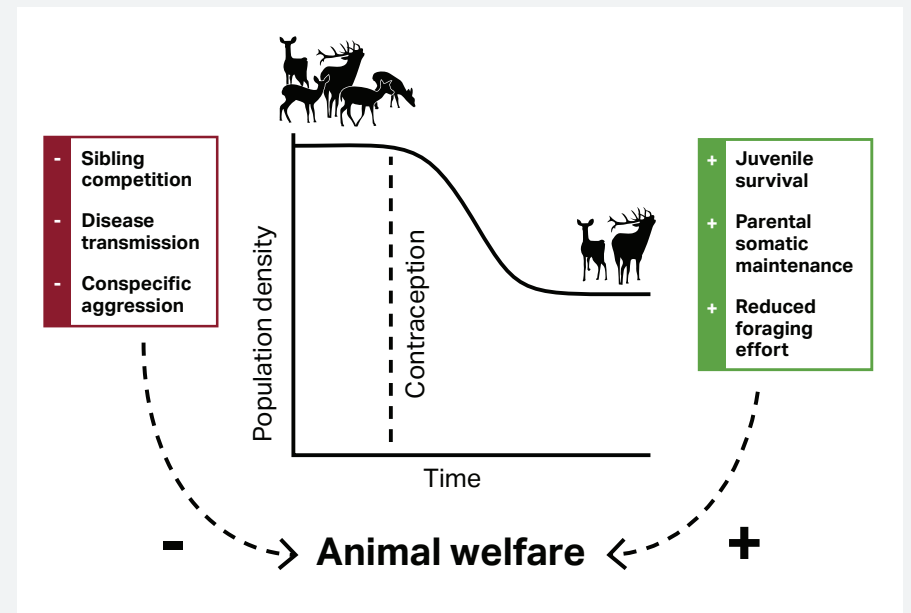 - Sibling
competition
- Disease
transmission
- Conspecific
aggression
Population density
Contraception
Time
+ Juvenile
survival
+ Parental
somatic
maintenance
+ Reduced
foraging
effort
- Animal welfare +